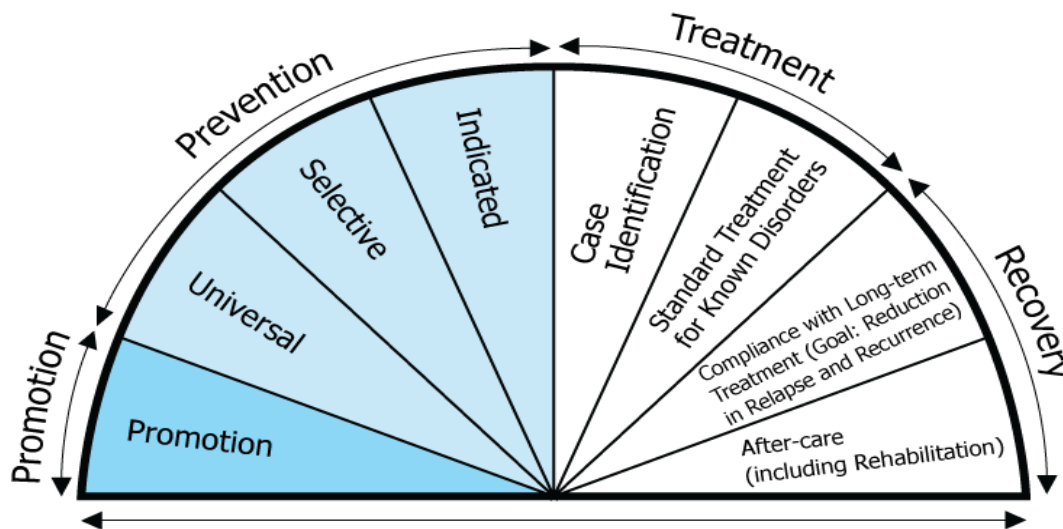 Promotion
Prevention
Treatment
Recovery
Promotion
Universal
Selective
Indicated
Case
Identification
Standard Treatment
for Known Disorders
Compliance with Long-term
Treatment (Goal: Reduction
in Relapse and Recurrence)
After-care
(including Rehabilitation)